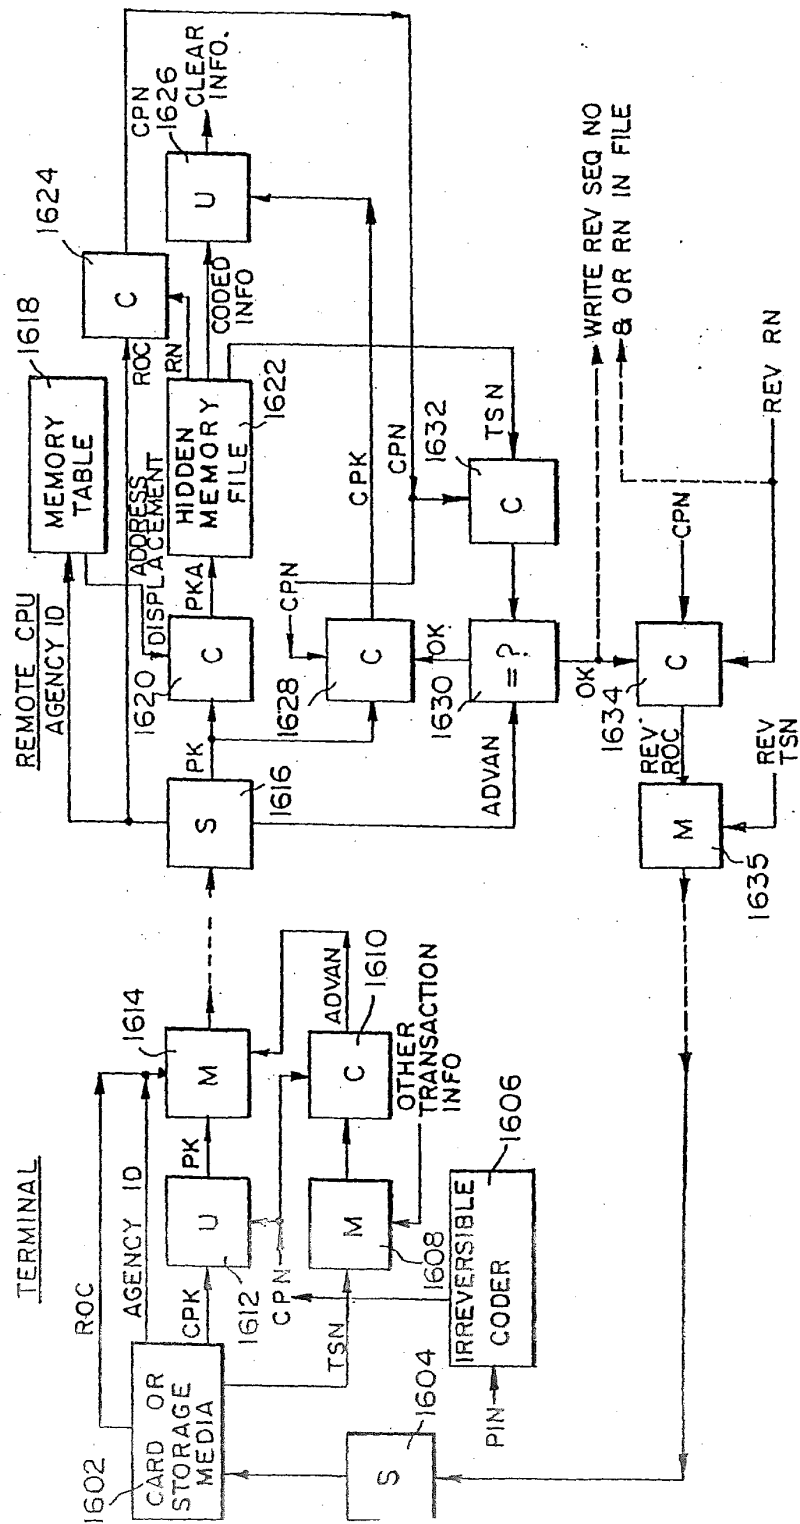 TERMINAL
ROC
AGENCY ID
1602
CARD OR
STORAGE
MEDIA
CPK
U
1612
PK
M
1614
CPN
TSN
M
1608
C
1610
ADVAN
OTHER
TRANSACTION
INFO
S
1604
PIN
IRREVERSIBLE
CODER
1606
REMOTE CPU
AGENCY ID
MEMORY
TABLE
1618
ROC
C
1624
CPN
ADDRESS
DISPLACEMENT
S
1616
PK
1620
C
PKA
HIDDEN
MEMORY
FILE
1622
RN
CODED
INFO
U
1626
CLEAR
INFO.
CPN
1628
C
CPK
CPN
OK
ADVAN
1630
= ?
C
1632
TSN
OK
WRITE REV SEQ NO
& OR RN IN FILE
1634
C
CPN
REV
ROC
M
1635
REV
TSN
REV RN